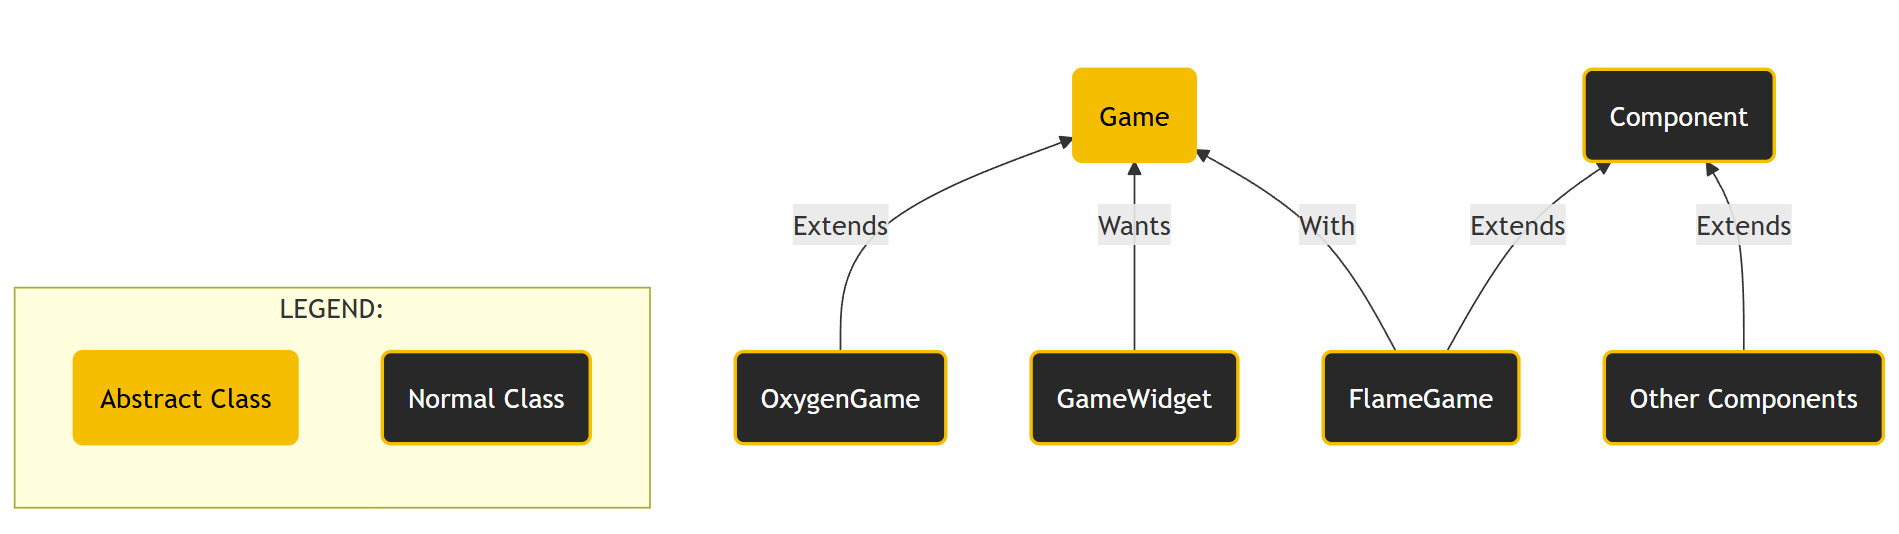 Game
Component
Extends
Wants
With
Extends
Extends
LEGEND:
Abstract Class
Normal Class
OxygenGame
GameWidget
FlameGame
Other Components